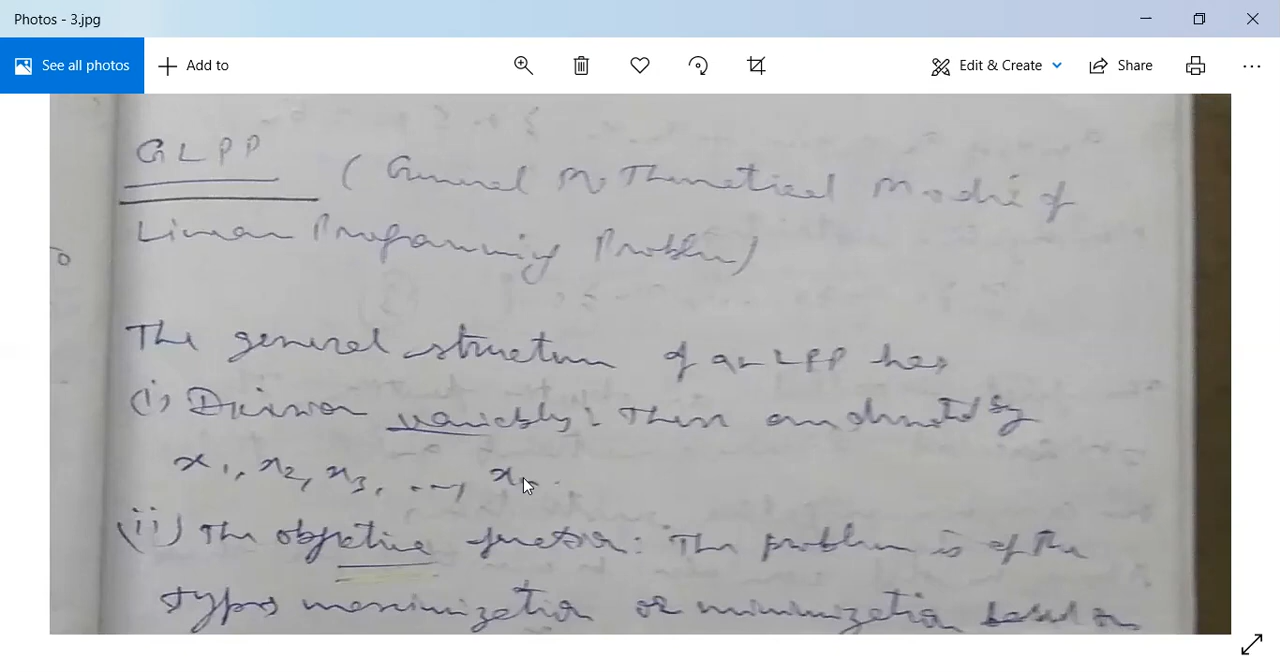 Photos - 3.jpg
See all photos
Add to
Edit & Create
Share
GLPP (General Mathematical Model of
Linear Programming Problem)
The general structure of GLPP has
(i) Decision variables: These are denoted by
x1, x2, x3, ..., xn.
(ii) The objective function: The problem is of the
types maximization or minimization based on